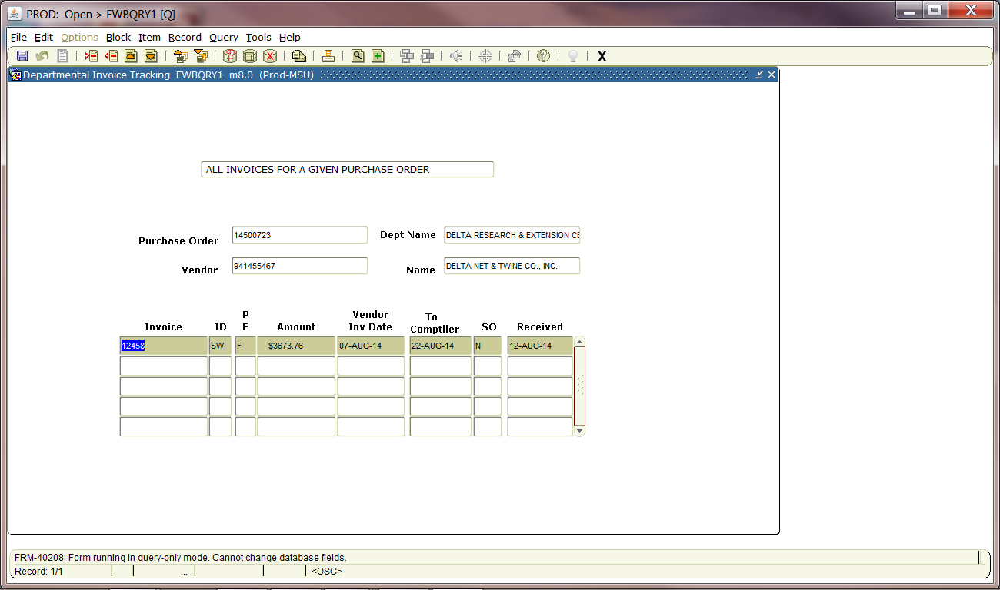 PROD:  Open > FWBQRY1 [Q]
File Edit Options Block Item Record Query Tools Help
X
Departmental Invoice Tracking  FWBQRY1  m8.0  (Prod-MSU)
ALL INVOICES FOR A GIVEN PURCHASE ORDER
Purchase Order 14500723 Dept Name DELTA RESEARCH & EXTENSION CE
Vendor 941455467 Name DELTA NET & TWINE CO., INC.
P Vendor To
Invoice ID F Amount Inv Date Comptller SO Received
12458 SW F $3673.76 07-AUG-14 22-AUG-14 N 12-AUG-14
FRM-40208: Form running in query-only mode. Cannot change database fields.
Record: 1/1 ... <OSC>